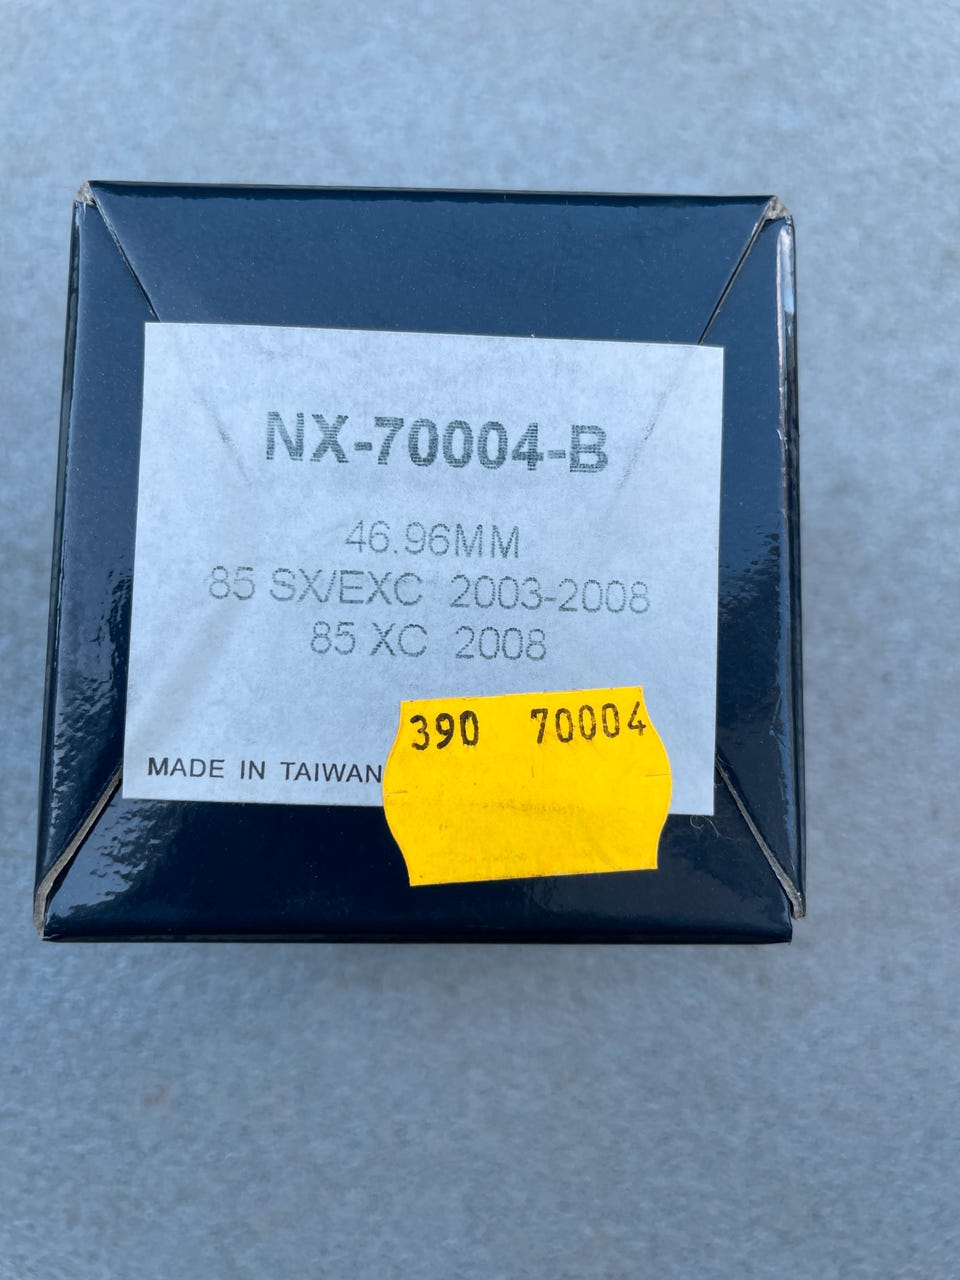 NX-70004-B
46.96MM
85 SX/EXC 2003-2008
85 XC 2008
390 70004
MADE IN TAIWAN